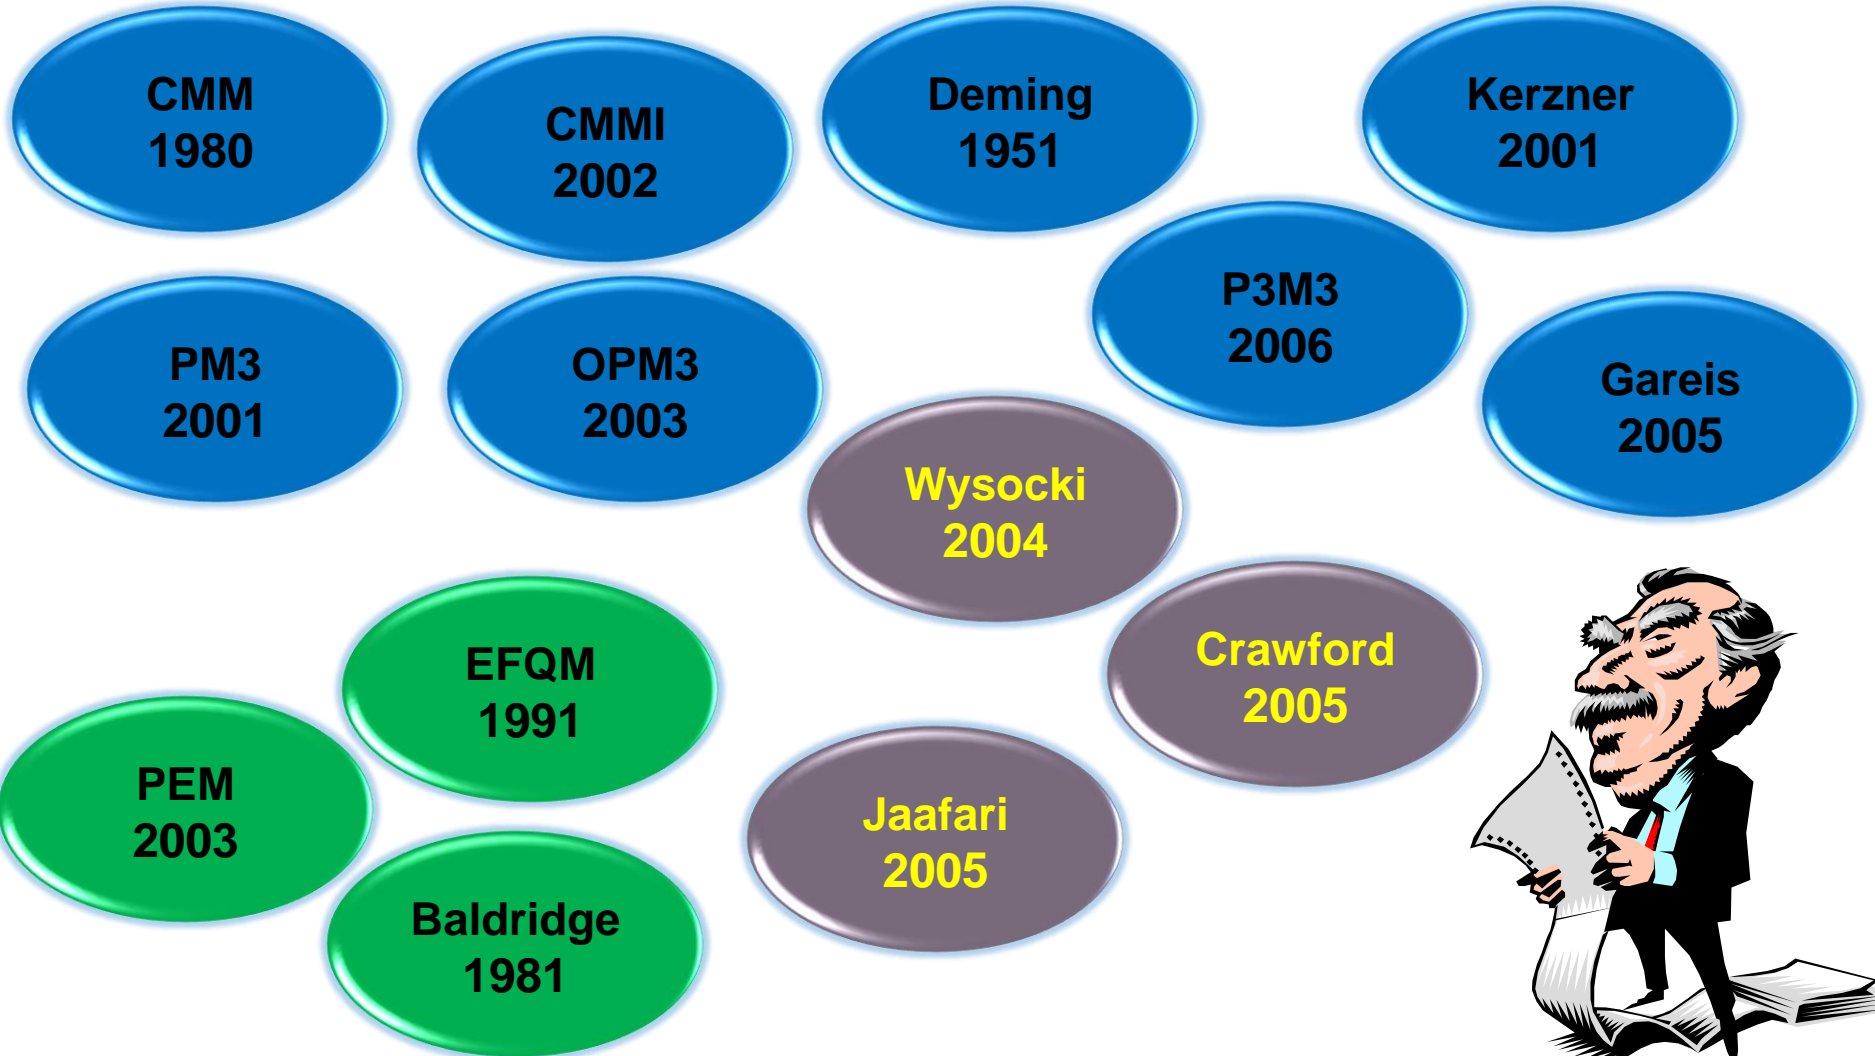 CMM
1980
CMMI
2002
Deming
1951
Kerzner
2001
P3M3
2006
PM3
2001
OPM3
2003
Gareis
2005
Wysocki
2004
EFQM
1991
Crawford
2005
PEM
2003
Jaafari
2005
Baldridge
1981